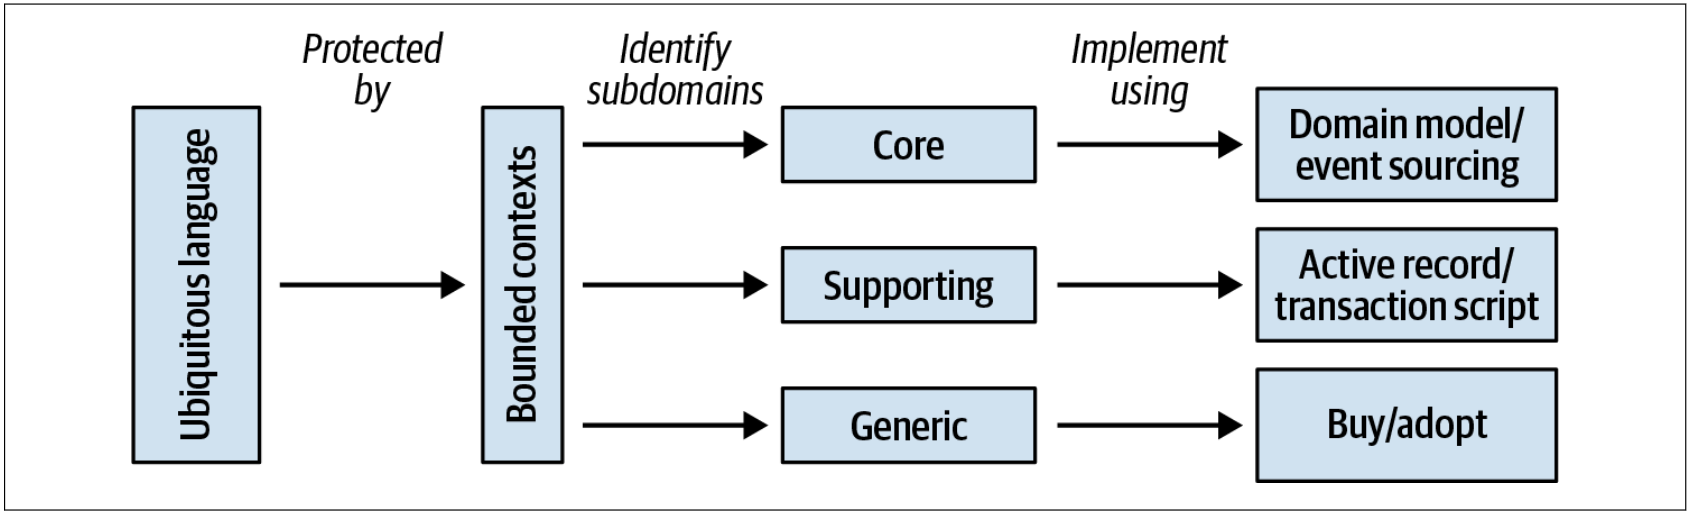 Protected
by
Identify
subdomains
Implement
using
Ubiquitous language
Bounded contexts
Core
Domain model/
event sourcing
Supporting
Active record/
transaction script
Generic
Buy/adopt